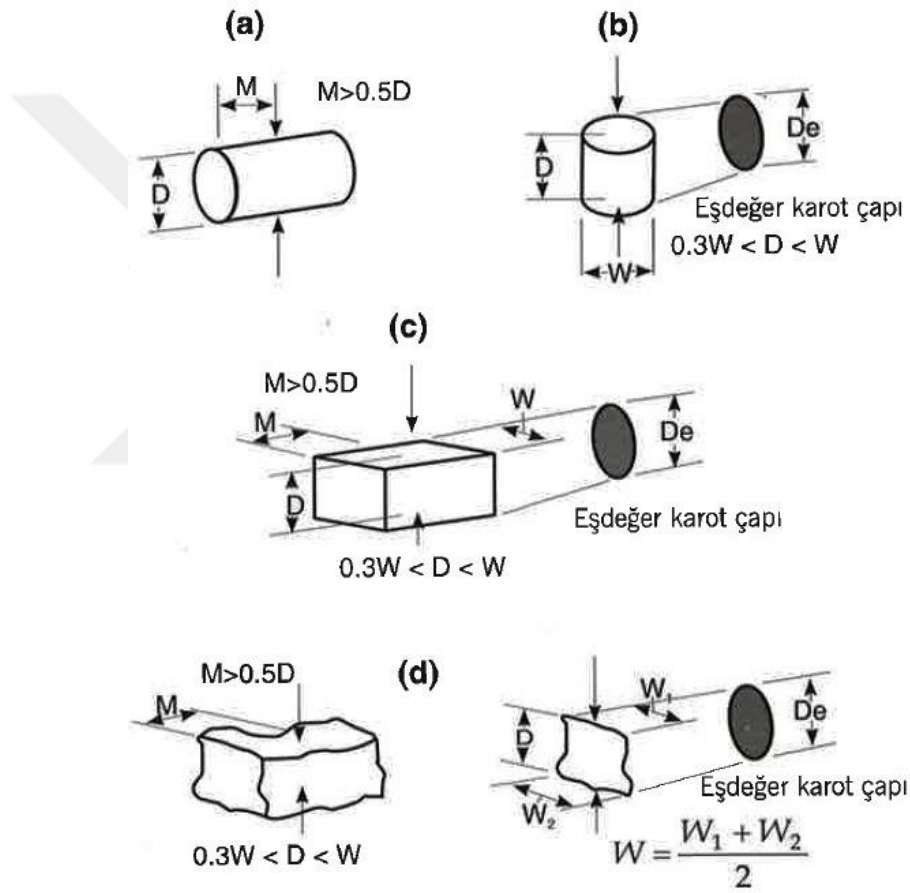 (a)
M
M>0.5D
D
(b)
D
W
De
Eşdeğer karot çapı
0.3W < D < W
(c)
M>0.5D
M
W
D
De
Eşdeğer karot çapı
0.3W < D < W
(d)
M>0.5D
M
0.3W < D < W
W₁
D
W₂
De
Eşdeğer karot çapı
W = (W₁ + W₂) / 2